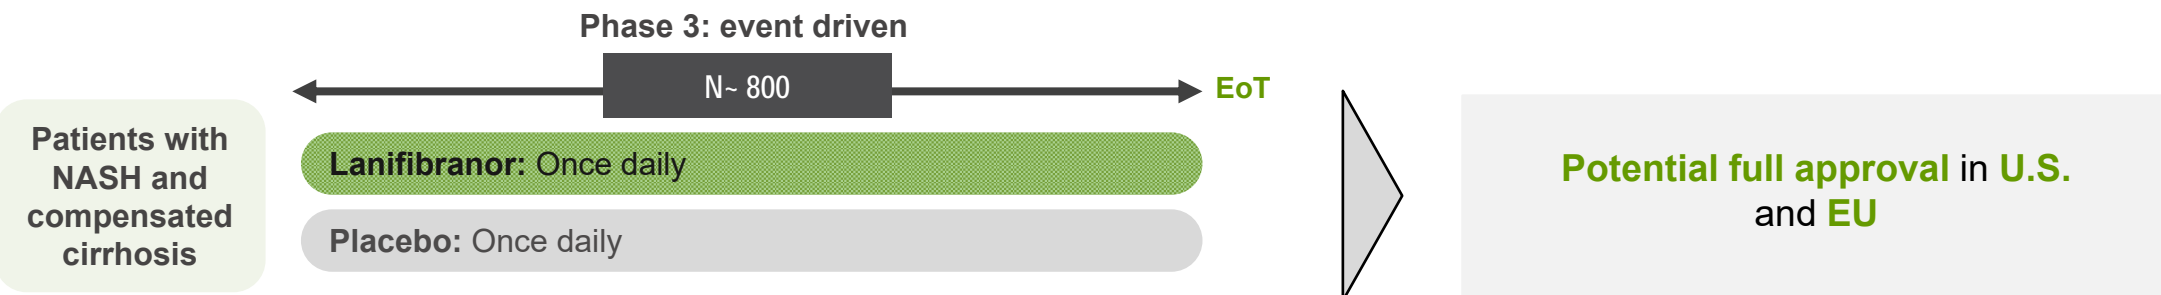 Phase 3: event driven
N~ 800
EoT
Patients with
NASH and
compensated
cirrhosis
Lanifibranor: Once daily
Placebo: Once daily
Potential full approval in U.S.
and EU